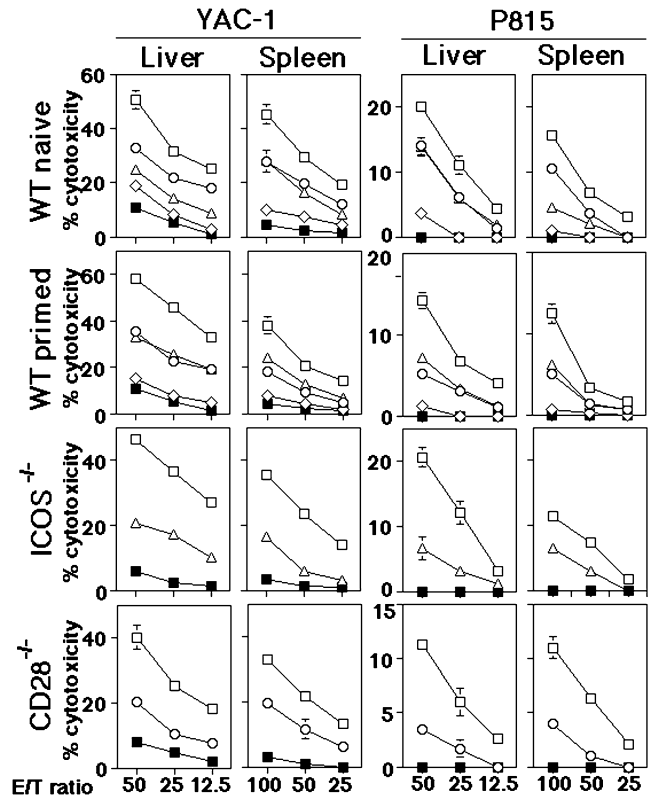 YAC-1 P815
Liver Spleen Liver Spleen
WT naive
% cytotoxicity
60 20
40
20 10
0 0
WT primed
% cytotoxicity
60 20
40
20 10
0 0
ICOS-/-
% cytotoxicity
40 20
20 10
0 0
CD28-/-
% cytotoxicity
40 15
10
20 5
0 0
E/T ratio 50 25 12.5 100 50 25 50 25 12.5 100 50 25